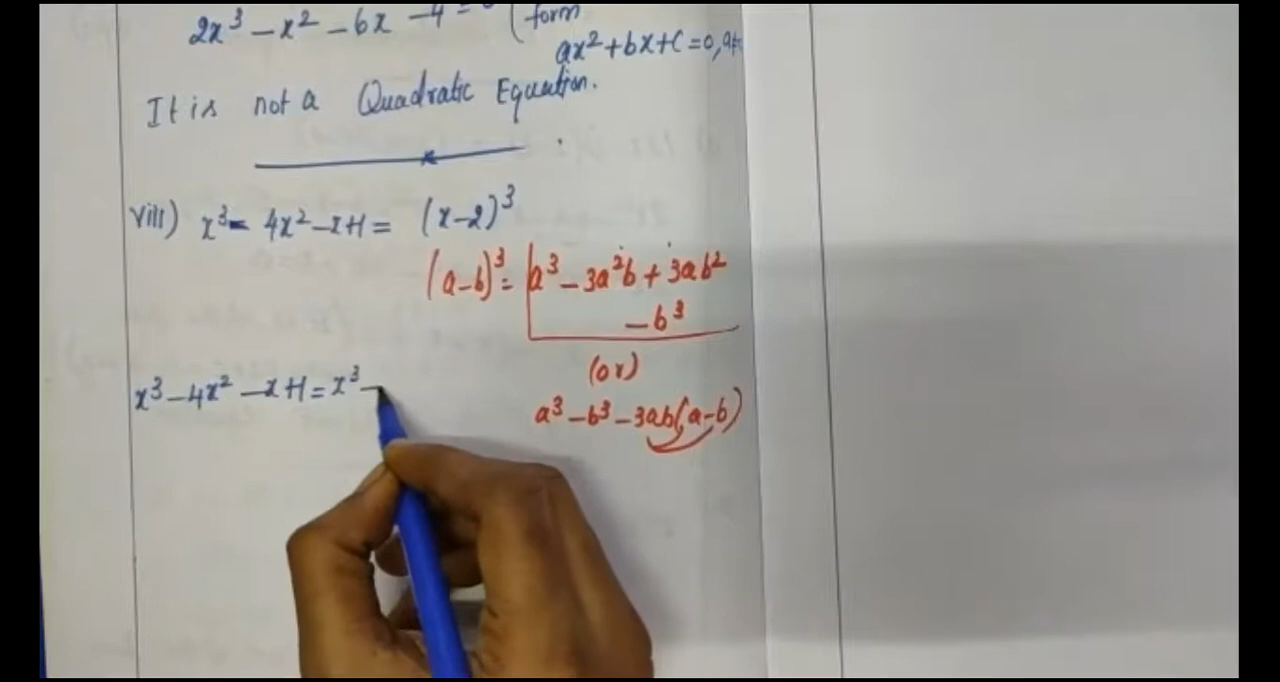 2x³ - x² - 6x - 4 = (form
ax² + bx + c = 0, a≠
It is not a Quadratic Equation.
viii) x³ - 4x² - x + 1 = (x-2)³
(a-b)³ = a³ - 3a²b + 3ab²
- b³
(or)
x³ - 4x² - x + 1 = x³ -
a³ - b³ - 3ab(a-b)